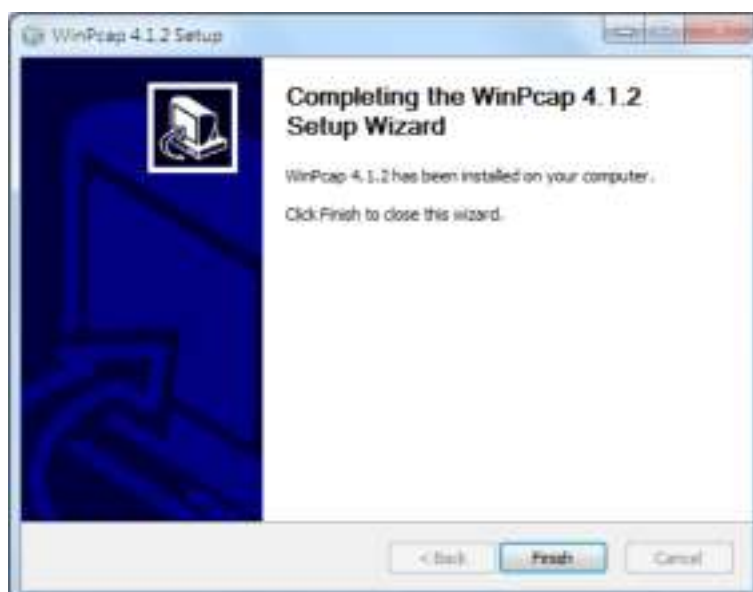 WinPcap 4.1.2 Setup
Completing the WinPcap 4.1.2
Setup Wizard
WinPcap 4.1.2 has been installed on your computer.
Click Finish to close this wizard.
< Back
Finish
Cancel